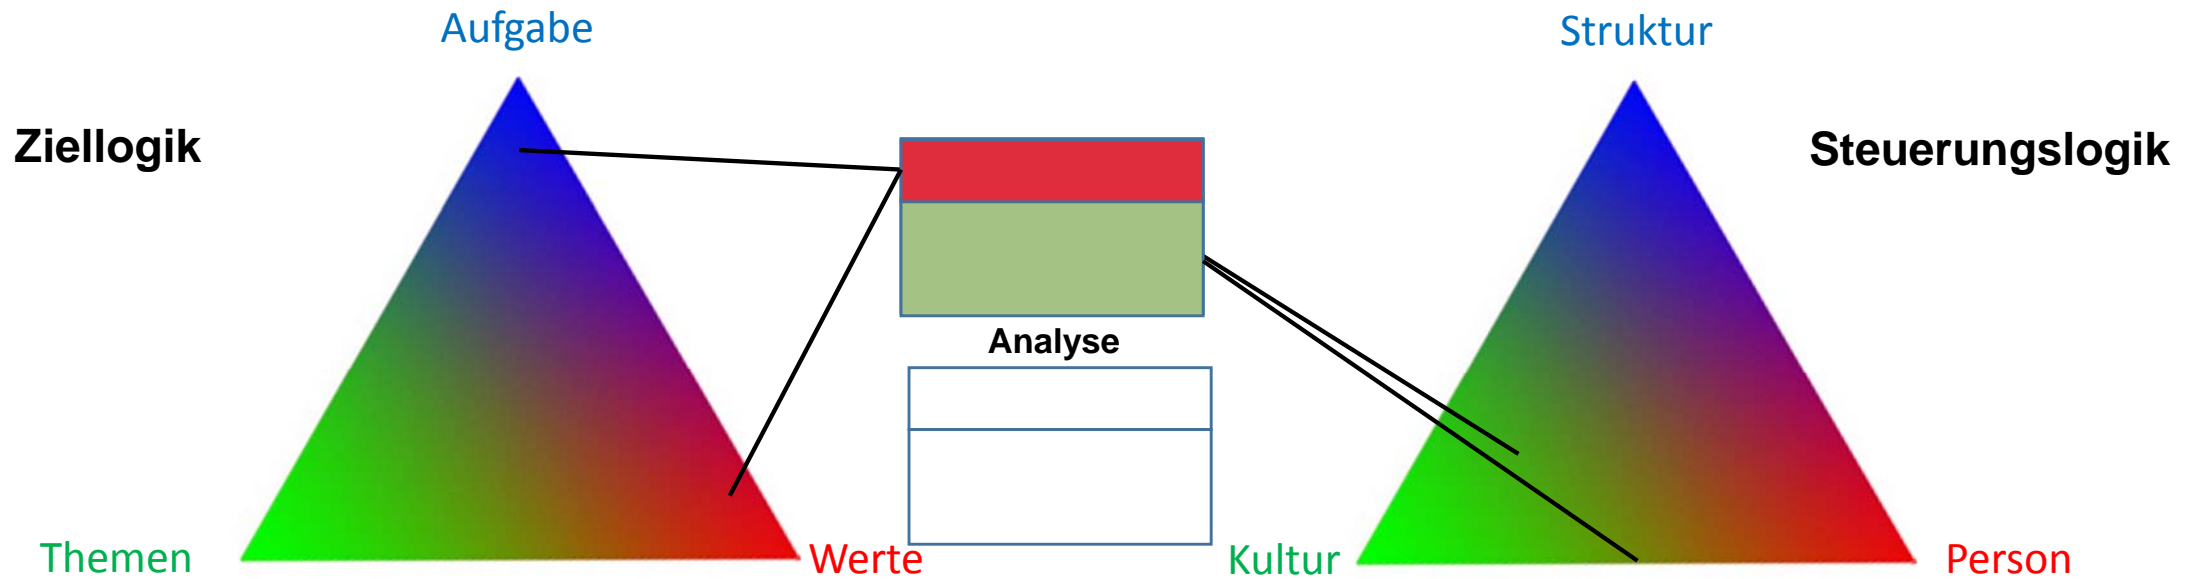 Aufgabe
Struktur
Ziellogik
Steuerungslogik
Analyse
Themen
Werte
Kultur
Person